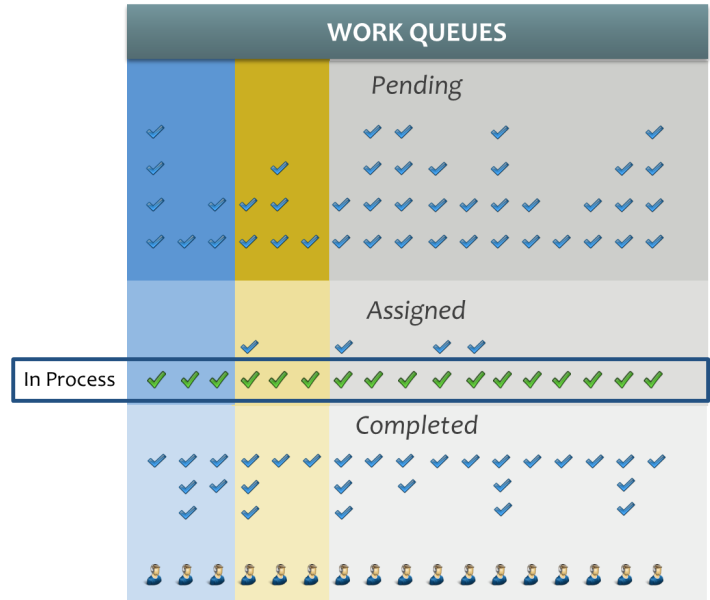 WORK QUEUES
Pending
Assigned
In Process
Completed